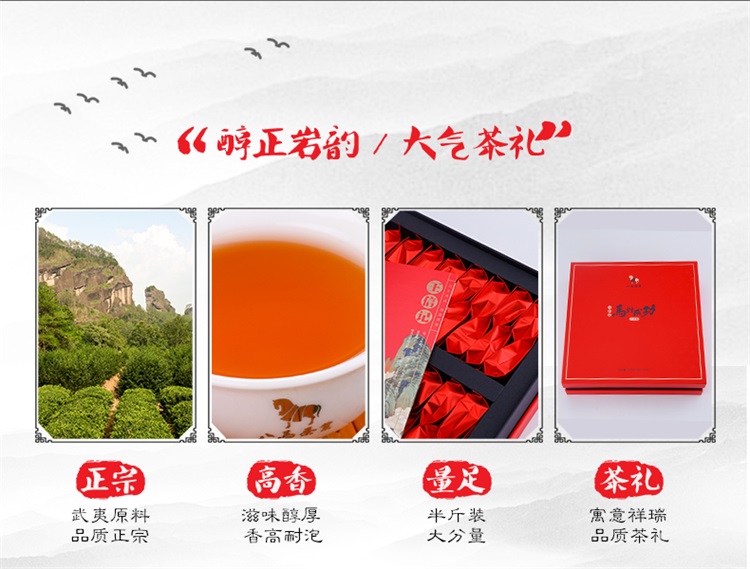 “醇正岩韵 / 大气茶礼”
正宗
武夷原料
品质正宗
高香
滋味醇厚
香高耐泡
量足
半斤装
大分量
茶礼
寓意祥瑞
品质茶礼